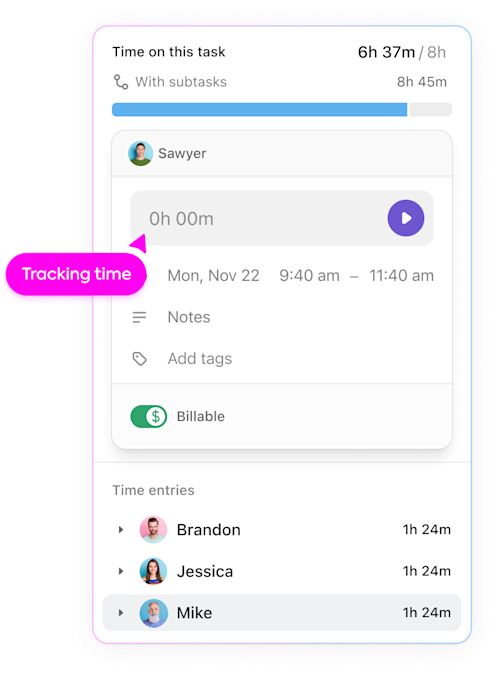 Time on this task 6h 37m / 8h
With subtasks 8h 45m
Sawyer
0h 00m
Tracking time
Mon, Nov 22 9:40 am – 11:40 am
Notes
Add tags
$ Billable
Time entries
Brandon 1h 24m
Jessica 1h 24m
Mike 1h 24m